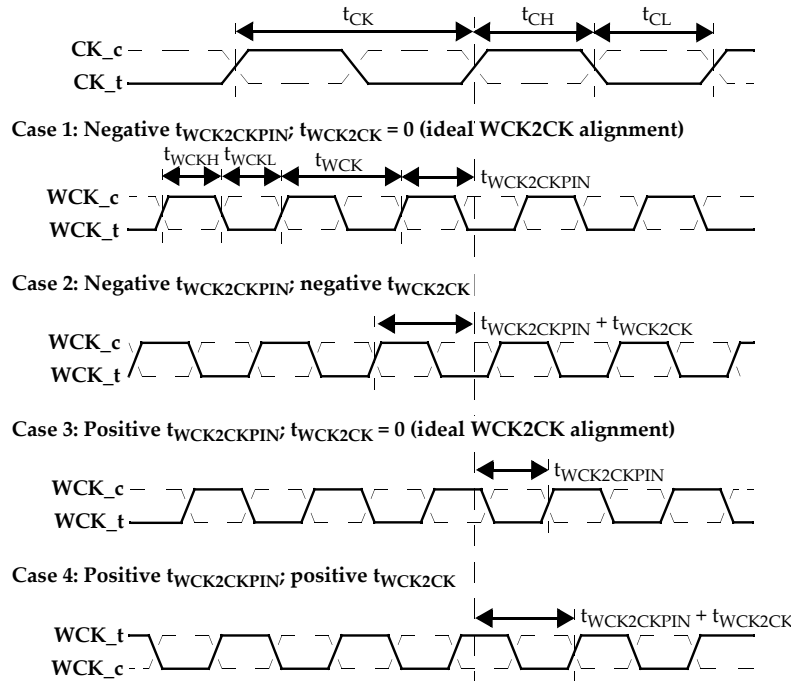 tCK tCH tCL
CK_c
CK_t
Case 1: Negative tWCK2CKPIN; tWCK2CK = 0 (ideal WCK2CK alignment)
tWCKH tWCKL tWCK tWCK2CKPIN
WCK_c
WCK_t
Case 2: Negative tWCK2CKPIN; negative tWCK2CK
tWCK2CKPIN + tWCK2CK
WCK_c
WCK_t
Case 3: Positive tWCK2CKPIN; tWCK2CK = 0 (ideal WCK2CK alignment)
tWCK2CKPIN
WCK_c
WCK_t
Case 4: Positive tWCK2CKPIN; positive tWCK2CK
tWCK2CKPIN + tWCK2CK
WCK_t
WCK_c